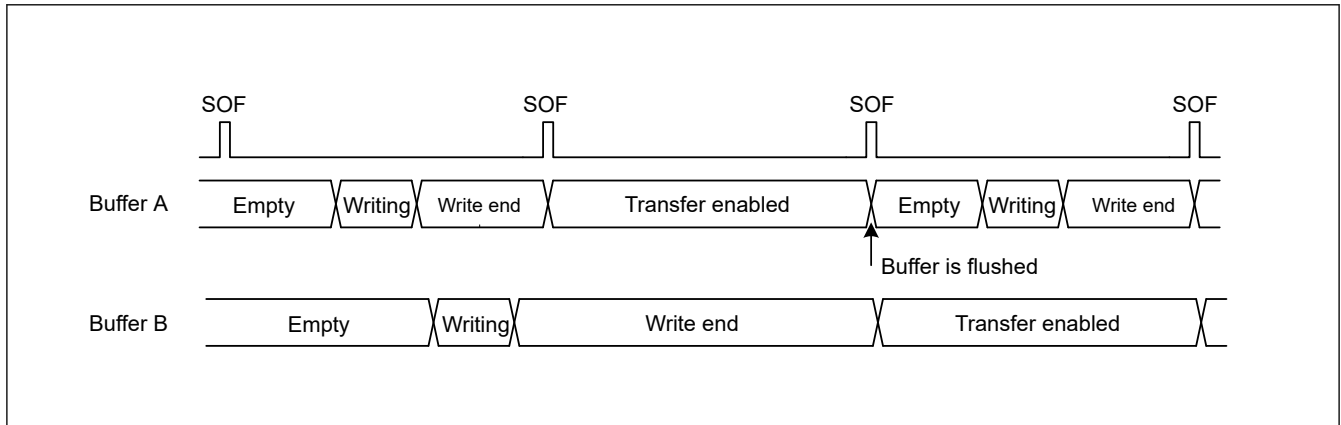 SOF SOF SOF SOF
Buffer A Empty Writing Write end Transfer enabled Empty Writing Write end
Buffer is flushed
Buffer B Empty Writing Write end Transfer enabled